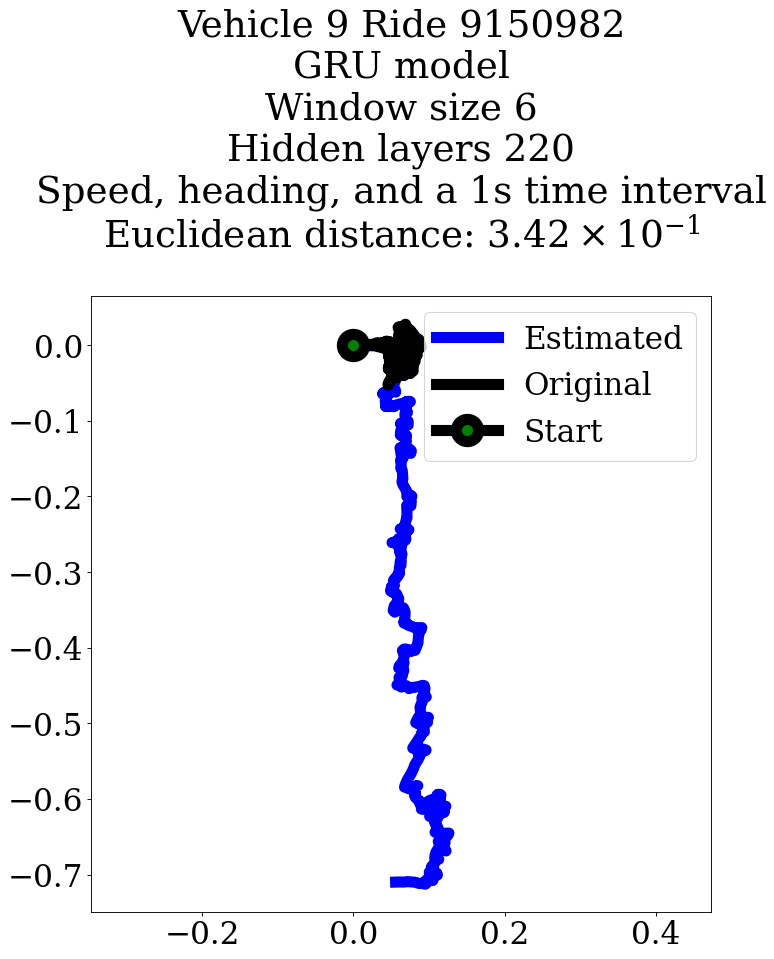 Vehicle 9 Ride 9150982
GRU model
Window size 6
Hidden layers 220
Speed, heading, and a 1s time interval
Euclidean distance: 3.42 × 10⁻¹
Estimated
Original
Start
0.0
−0.1
−0.2
−0.3
−0.4
−0.5
−0.6
−0.7
−0.2 0.0 0.2 0.4